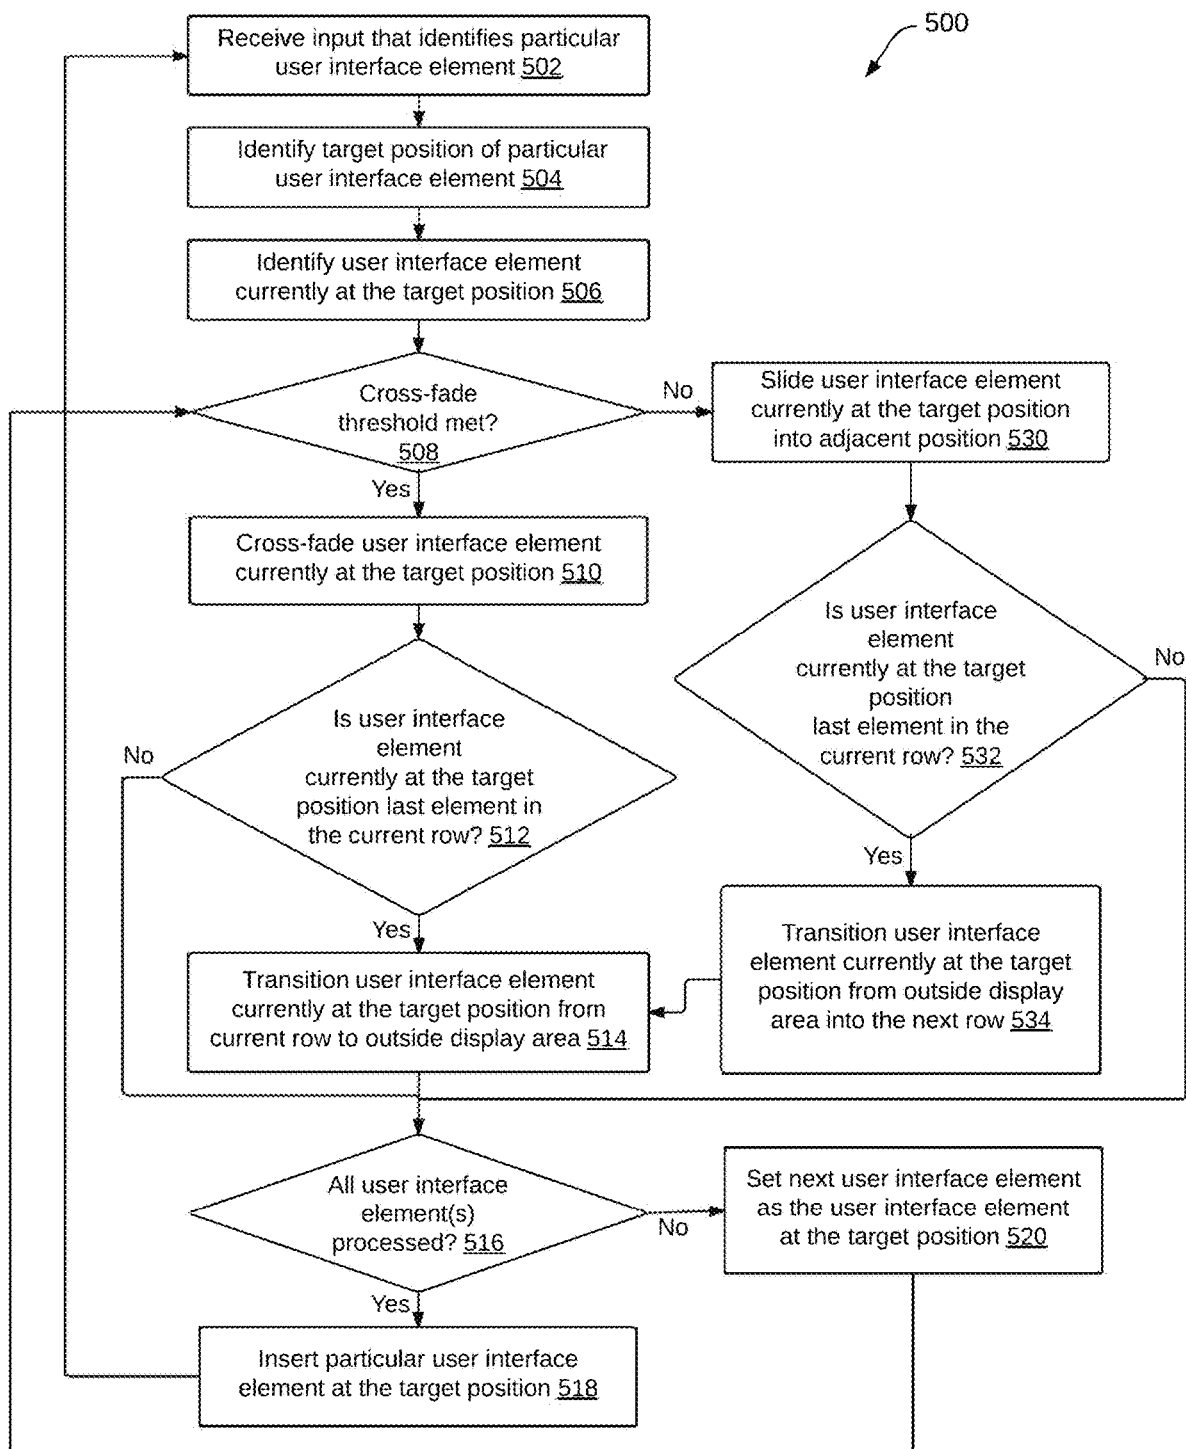 500
Receive input that identifies particular
user interface element 502
Identify target position of particular
user interface element 504
Identify user interface element
currently at the target position 506
Cross-fade
threshold met?
508
No
Yes
Slide user interface element
currently at the target position
into adjacent position 530
Cross-fade user interface element
currently at the target position 510
Is user interface
element
currently at the target
position
last element in the
current row? 532
No
Yes
Is user interface
element
currently at the target
position last element in
the current row? 512
No
Yes
Transition user interface
element currently at the target
position from outside display
area into the next row 534
Transition user interface element
currently at the target position from
current row to outside display area 514
All user interface
element(s)
processed? 516
No
Yes
Set next user interface element
as the user interface element
at the target position 520
Insert particular user interface
element at the target position 518